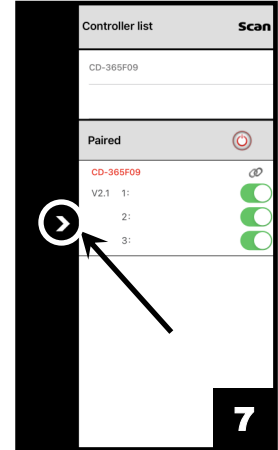 Controller list Scan
CD-365F09
Paired
CD-365F09
V2.1 1:
2:
3:
7